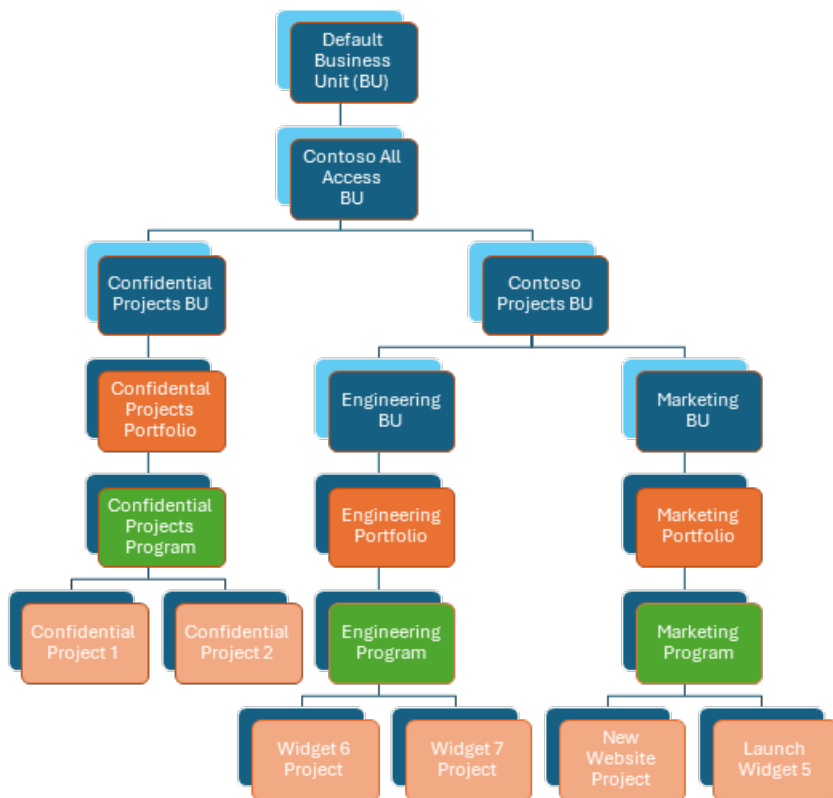 Default
Business
Unit (BU)
Contoso All
Access
BU
Confidential
Projects BU
Contoso
Projects BU
Confidental
Projects
Portfolio
Engineering
BU
Marketing
BU
Confidential
Projects
Program
Engineering
Portfolio
Marketing
Portfolio
Confidential
Project 1
Confidential
Project 2
Engineering
Program
Marketing
Program
Widget 6
Project
Widget 7
Project
New
Website
Project
Launch
Widget 5